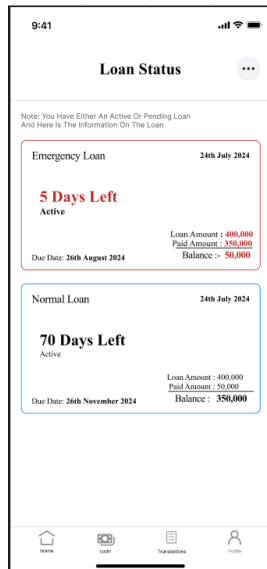 9:41
Loan Status
Note: You Have Either An Active Or Pending Loan
And Here Is The Information On The Loan
Emergency Loan 24th July 2024
5 Days Left
Active
Loan Amount : 400,000
Paid Amount : 350,000
Due Date: 26th August 2024 Balance :- 50,000
Normal Loan 24th July 2024
70 Days Left
Active
Loan Amount : 400,000
Paid Amount : 50,000
Due Date: 26th November 2024 Balance : 350,000
Home Loan Transactions Profile